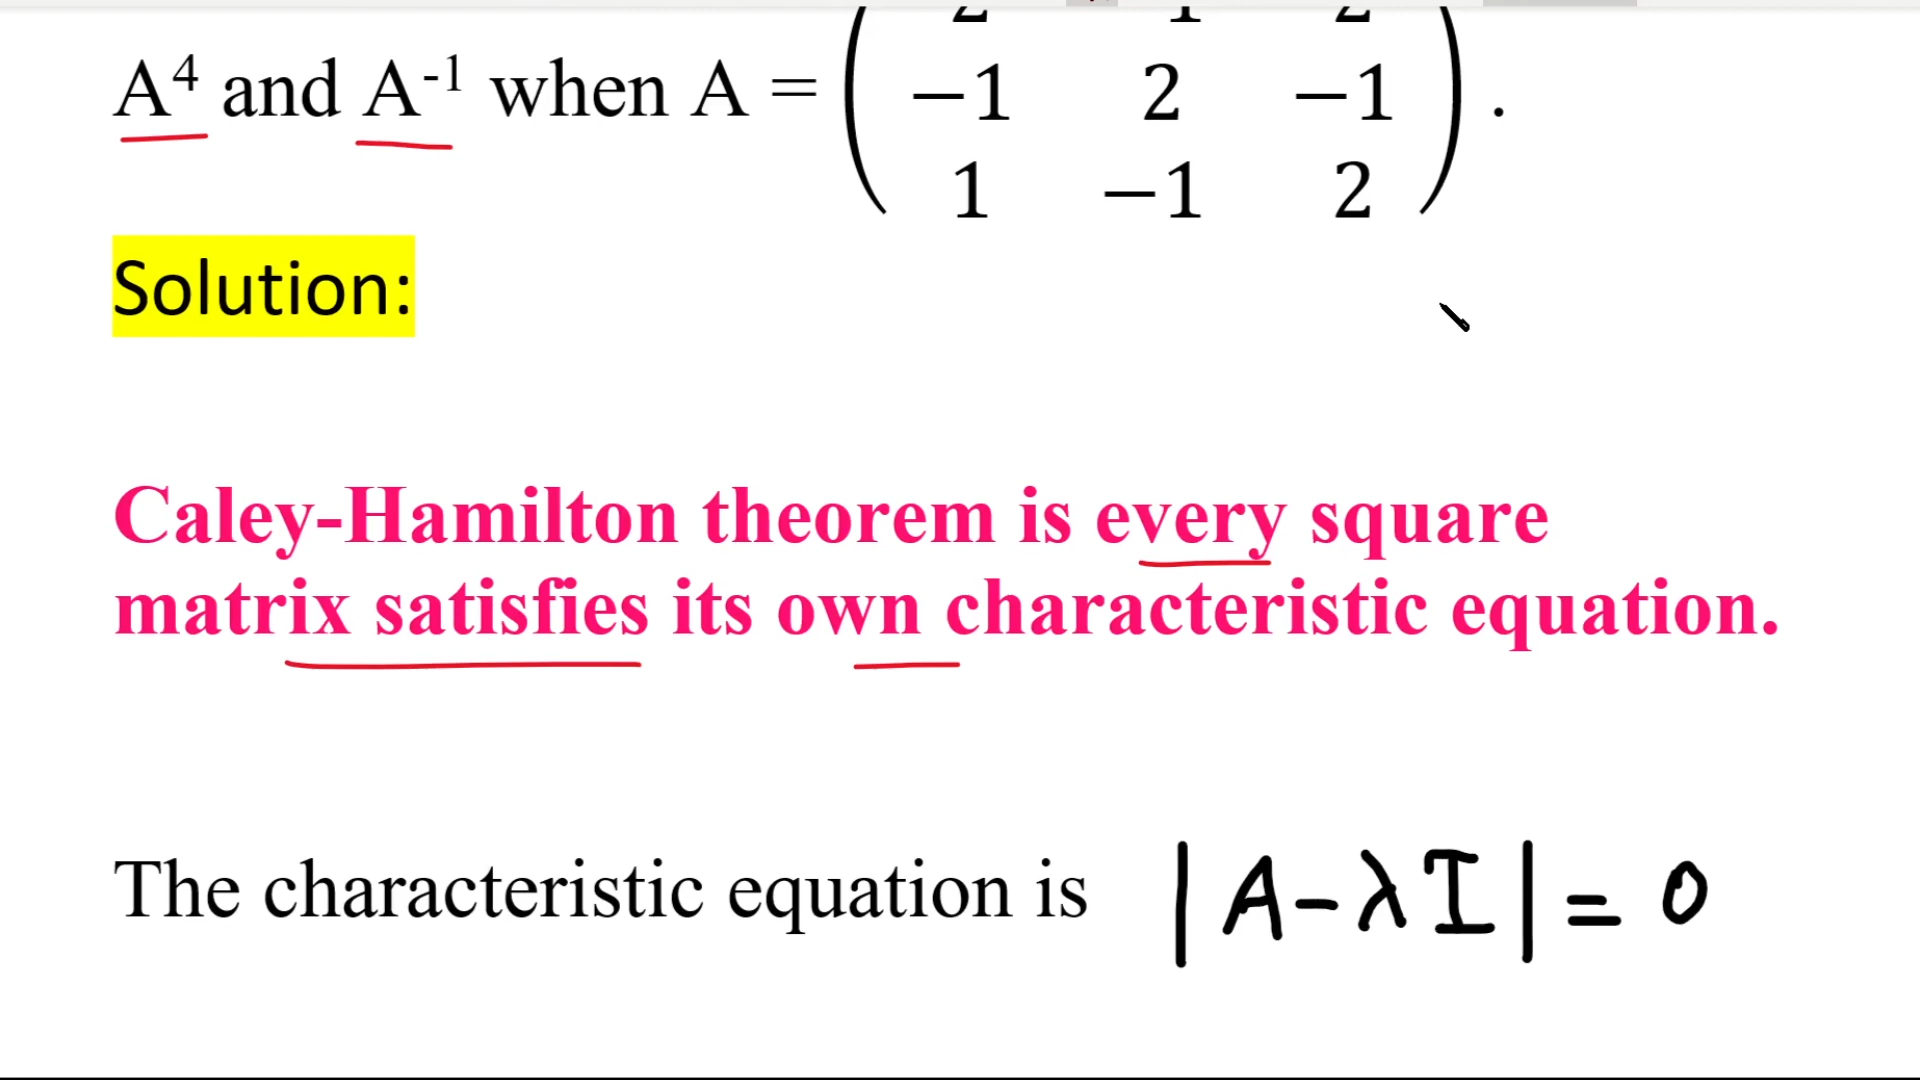 A⁴ and A⁻¹ when A =
−1 2 −1
1 −1 2
.
Solution:
Caley-Hamilton theorem is every square
matrix satisfies its own characteristic equation.
The characteristic equation is |A-λI| = 0